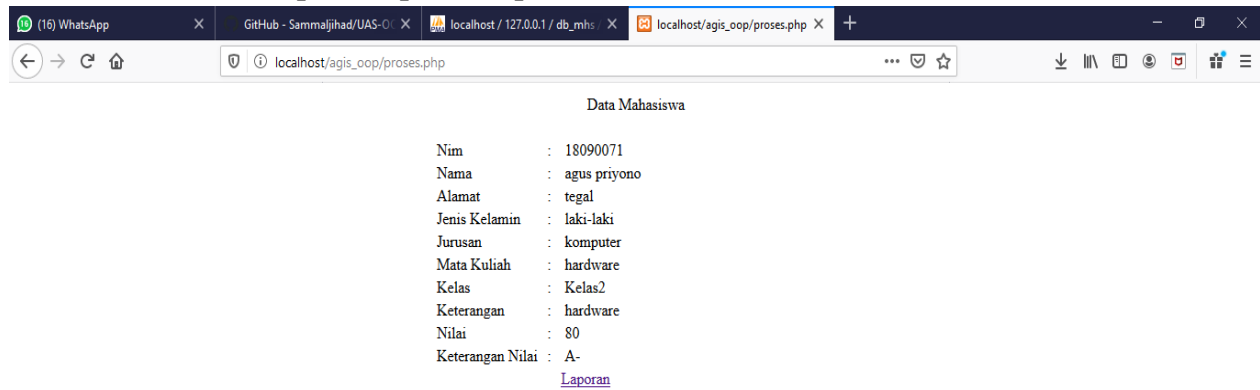 (16) WhatsApp
GitHub - Sammaljihad/UAS-OO
localhost / 127.0.0.1 / db_mhs /
localhost/agis_oop/proses.php
localhost/agis_oop/proses.php
Data Mahasiswa
Nim : 18090071
Nama : agus priyono
Alamat : tegal
Jenis Kelamin : laki-laki
Jurusan : komputer
Mata Kuliah : hardware
Kelas : Kelas2
Keterangan : hardware
Nilai : 80
Keterangan Nilai : A-
Laporan